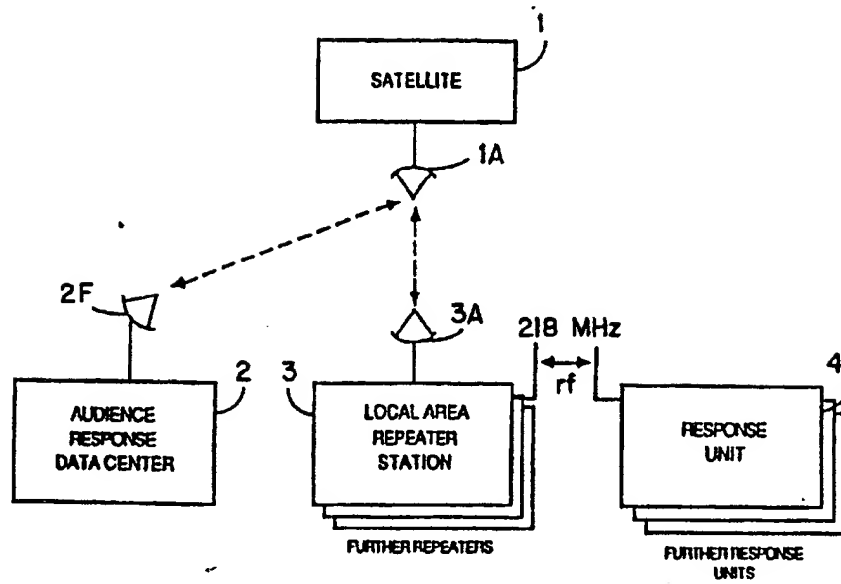 1
SATELLITE
1A
2F
3A
218 MHz
rf
2
3
4
AUDIENCE
RESPONSE
DATA CENTER
LOCAL AREA
REPEATER
STATION
RESPONSE
UNIT
FURTHER REPEATERS
FURTHER RESPONSE
UNITS